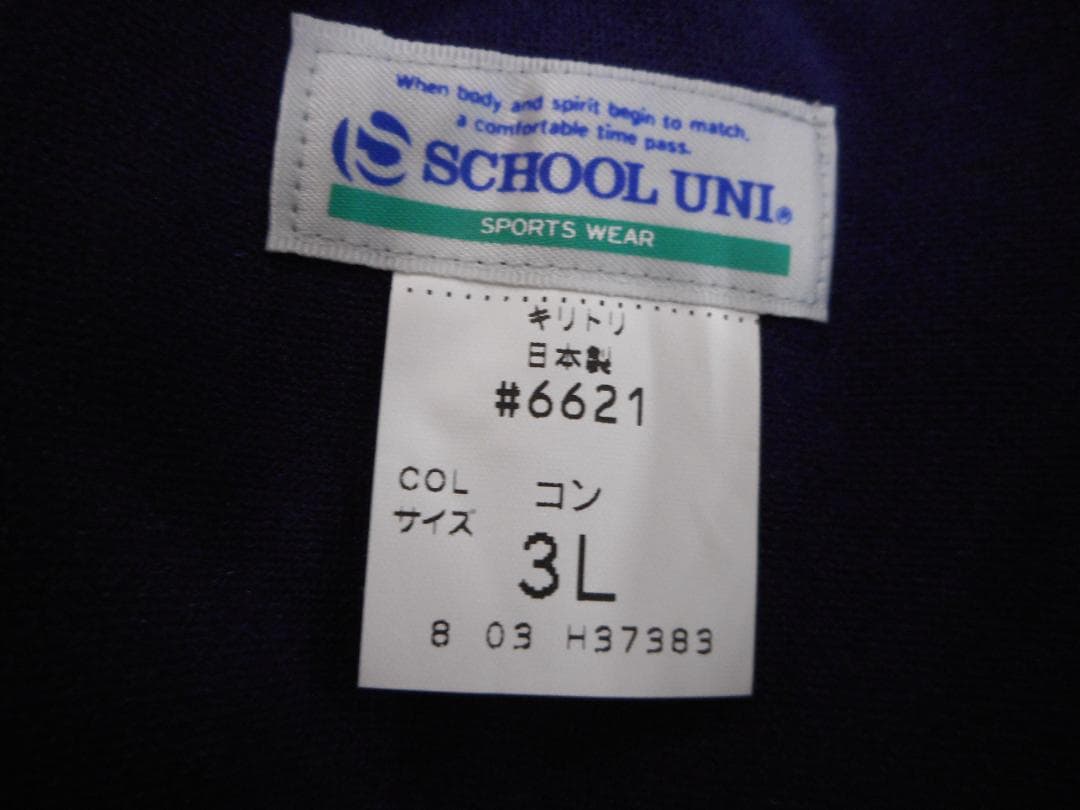 When body and spirit begin to match,
a comfortable time pass.
SCHOOL UNI®
SPORTS WEAR
キリトリ
日本製
#6621
COL コン
サイズ 3L
8 03 H37383